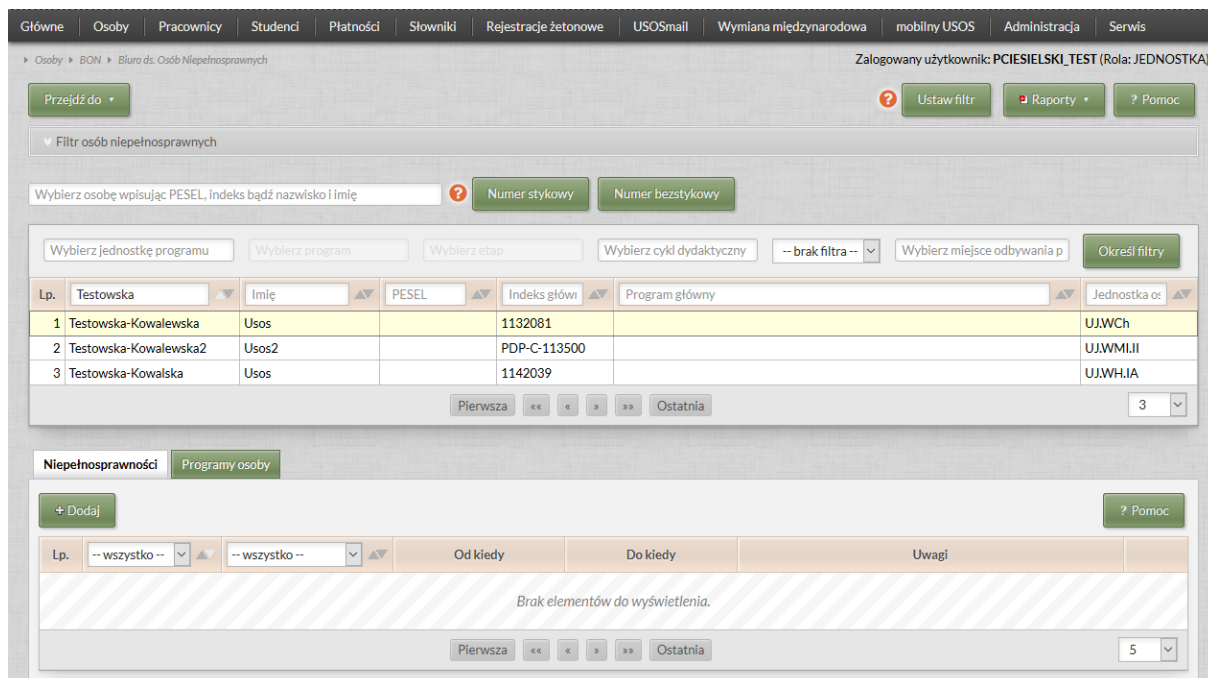 Główne Osoby Pracownicy Studenci Płatności Słowniki Rejestracje żetonowe USOSmail Wymiana międzynarodowa mobilny USOS Administracja Serwis
Osoby BON Biuro ds. Osób Niepełnosprawnych Zalogowany użytkownik: PCIESIELSKI_TEST (Rola: JEDNOSTKA)
Przejdź do ? Ustaw filtr Raporty ? Pomoc
Filtr osób niepełnosprawnych
Wybierz osobę wpisując PESEL, indeks bądź nazwisko i imię ? Numer stykowy Numer bezstykowy
Wybierz jednostkę programu Wybierz program Wybierz etap Wybierz cykl dydaktyczny -- brak filtra -- Wybierz miejsce odbywania p Określ filtry
Lp. Testowska Imię PESEL Indeks główn Program główny Jednostka os
1 Testowska-Kowalewska Usos 1132081 UJ.WCh
2 Testowska-Kowalewska2 Usos2 PDP-C-113500 UJ.WMI.II
3 Testowska-Kowalska Usos 1142039 UJ.WH.IA
Pierwsza «« « » »» Ostatnia 3
Niepełnosprawności Programy osoby
+ Dodaj ? Pomoc
Lp. -- wszystko -- -- wszystko -- Od kiedy Do kiedy Uwagi
Brak elementów do wyświetlenia.
Pierwsza «« « » »» Ostatnia 5